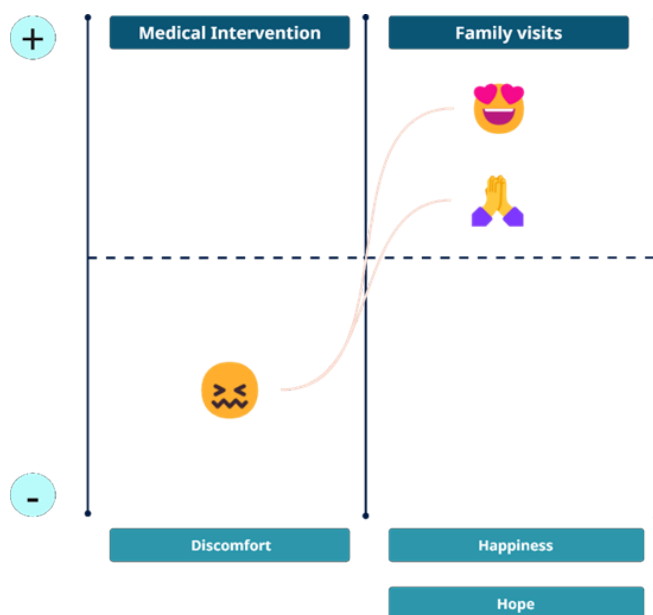 +
Medical Intervention
Family visits
-
Discomfort
Happiness
Hope